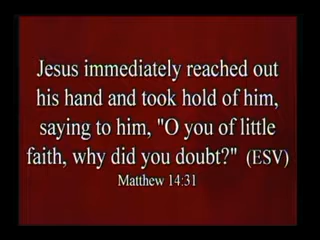 Jesus immediately reached out
his hand and took hold of him,
saying to him, "O you of little
faith, why did you doubt?" (ESV)
Matthew 14:31